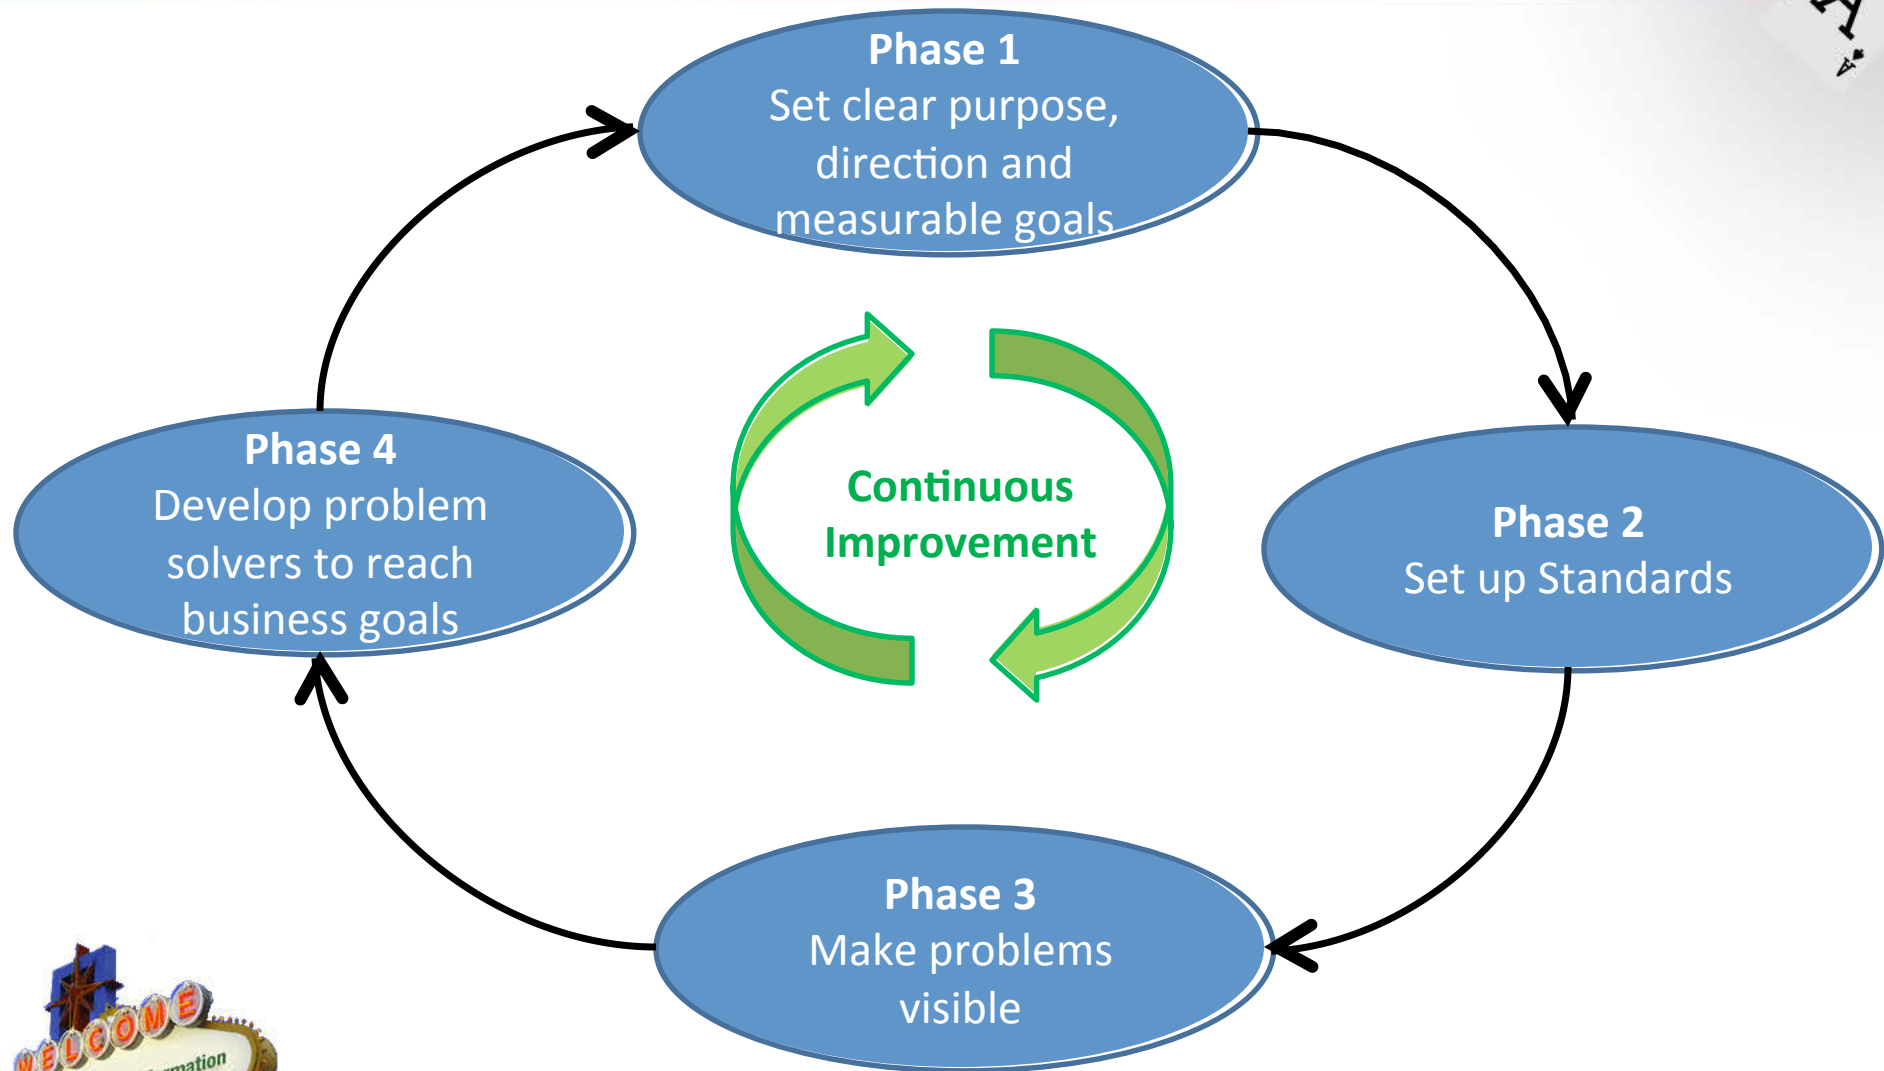 Phase 1
Set clear purpose,
direction and
measurable goals
Phase 4
Develop problem
solvers to reach
business goals
Continuous
Improvement
Phase 2
Set up Standards
Phase 3
Make problems
visible
WELCOME
A
A